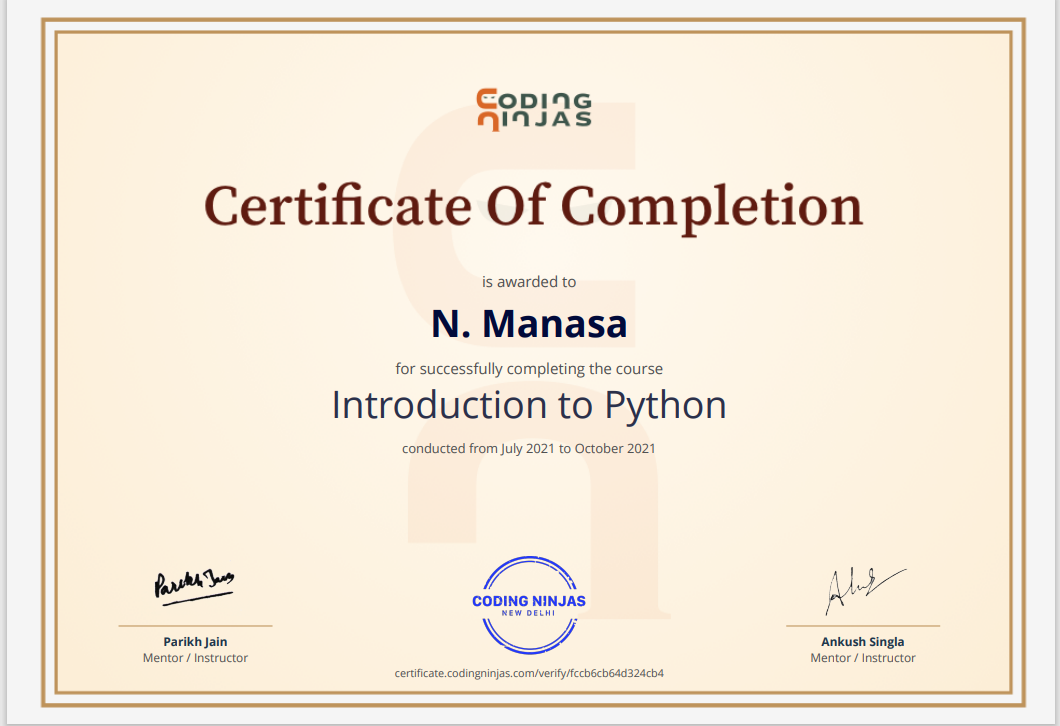 CODING
NINJAS
Certificate Of Completion
is awarded to
N. Manasa
for successfully completing the course
Introduction to Python
conducted from July 2021 to October 2021
Parikh Jain
CODING NINJAS
NEW DELHI
Parikh Jain
Mentor / Instructor
Ankush Singla
Mentor / Instructor
certificate.codingninjas.com/verify/fccb6cb64d324cb4